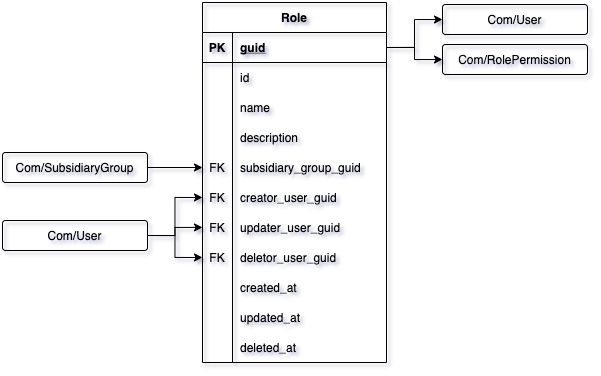 Role
PK guid
id
name
description
FK subsidiary_group_guid
FK creator_user_guid
FK updater_user_guid
FK deletor_user_guid
created_at
updated_at
deleted_at
Com/SubsidiaryGroup
Com/User
Com/User
Com/RolePermission